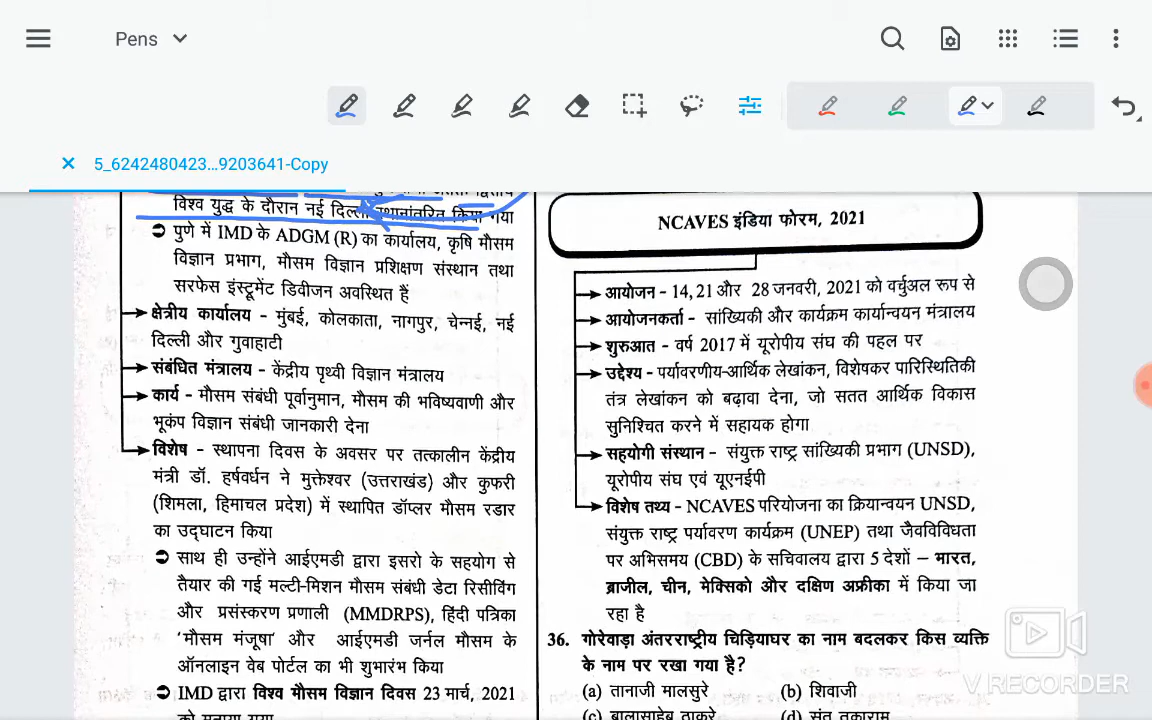 Pens
5_6242480423...9203641-Copy
विश्व युद्ध के दौरान नई दिल्ली स्थानांतरित किया गया
पुणे में IMD के ADGM (R) का कार्यालय, कृषि मौसम
विज्ञान प्रभाग, मौसम विज्ञान प्रशिक्षण संस्थान तथा
सरफेस इंस्ट्रूमेंट डिवीजन अवस्थित हैं
क्षेत्रीय कार्यालय - मुंबई, कोलकाता, नागपुर, चेन्नई, नई
दिल्ली और गुवाहाटी
संबंधित मंत्रालय - केंद्रीय पृथ्वी विज्ञान मंत्रालय
कार्य - मौसम संबंधी पूर्वानुमान, मौसम की भविष्यवाणी और
भूकंप विज्ञान संबंधी जानकारी देना
विशेष - स्थापना दिवस के अवसर पर तत्कालीन केंद्रीय
मंत्री डॉ. हर्षवर्धन ने मुक्तेश्वर (उत्तराखंड) और कुफरी
(शिमला, हिमाचल प्रदेश) में स्थापित डॉप्लर मौसम रडार
का उद्घाटन किया
साथ ही उन्होंने आईएमडी द्वारा इसरो के सहयोग से
तैयार की गई मल्टी-मिशन मौसम संबंधी डेटा रिसीविंग
और प्रसंस्करण प्रणाली (MMDRPS), हिंदी पत्रिका
'मौसम मंजूषा' और आईएमडी जर्नल मौसम के
ऑनलाइन वेब पोर्टल का भी शुभारंभ किया
IMD द्वारा विश्व मौसम विज्ञान दिवस 23 मार्च, 2021
को मनाया गया
NCAVES इंडिया फोरम, 2021
आयोजन - 14, 21 और 28 जनवरी, 2021 को वर्चुअल रूप से
आयोजनकर्ता - सांख्यिकी और कार्यक्रम कार्यान्वयन मंत्रालय
शुरुआत - वर्ष 2017 में यूरोपीय संघ की पहल पर
उद्देश्य - पर्यावरणीय-आर्थिक लेखांकन, विशेषकर पारिस्थितिकी
तंत्र लेखांकन को बढ़ावा देना, जो सतत आर्थिक विकास
सुनिश्चित करने में सहायक होगा
सहयोगी संस्थान - संयुक्त राष्ट्र सांख्यिकी प्रभाग (UNSD),
यूरोपीय संघ एवं यूएनईपी
विशेष तथ्य - NCAVES परियोजना का क्रियान्वयन UNSD,
संयुक्त राष्ट्र पर्यावरण कार्यक्रम (UNEP) तथा जैवविविधता
पर अभिसमय (CBD) के सचिवालय द्वारा 5 देशों – भारत,
ब्राजील, चीन, मेक्सिको और दक्षिण अफ्रीका में किया जा
रहा है
36. गोरेवाड़ा अंतरराष्ट्रीय चिड़ियाघर का नाम बदलकर किस व्यक्ति
के नाम पर रखा गया है?
(a) तानाजी मालसुरे (b) शिवाजी
(c) बालासाहेब ठाकरे (d) संत तुकाराम
V RECORDER